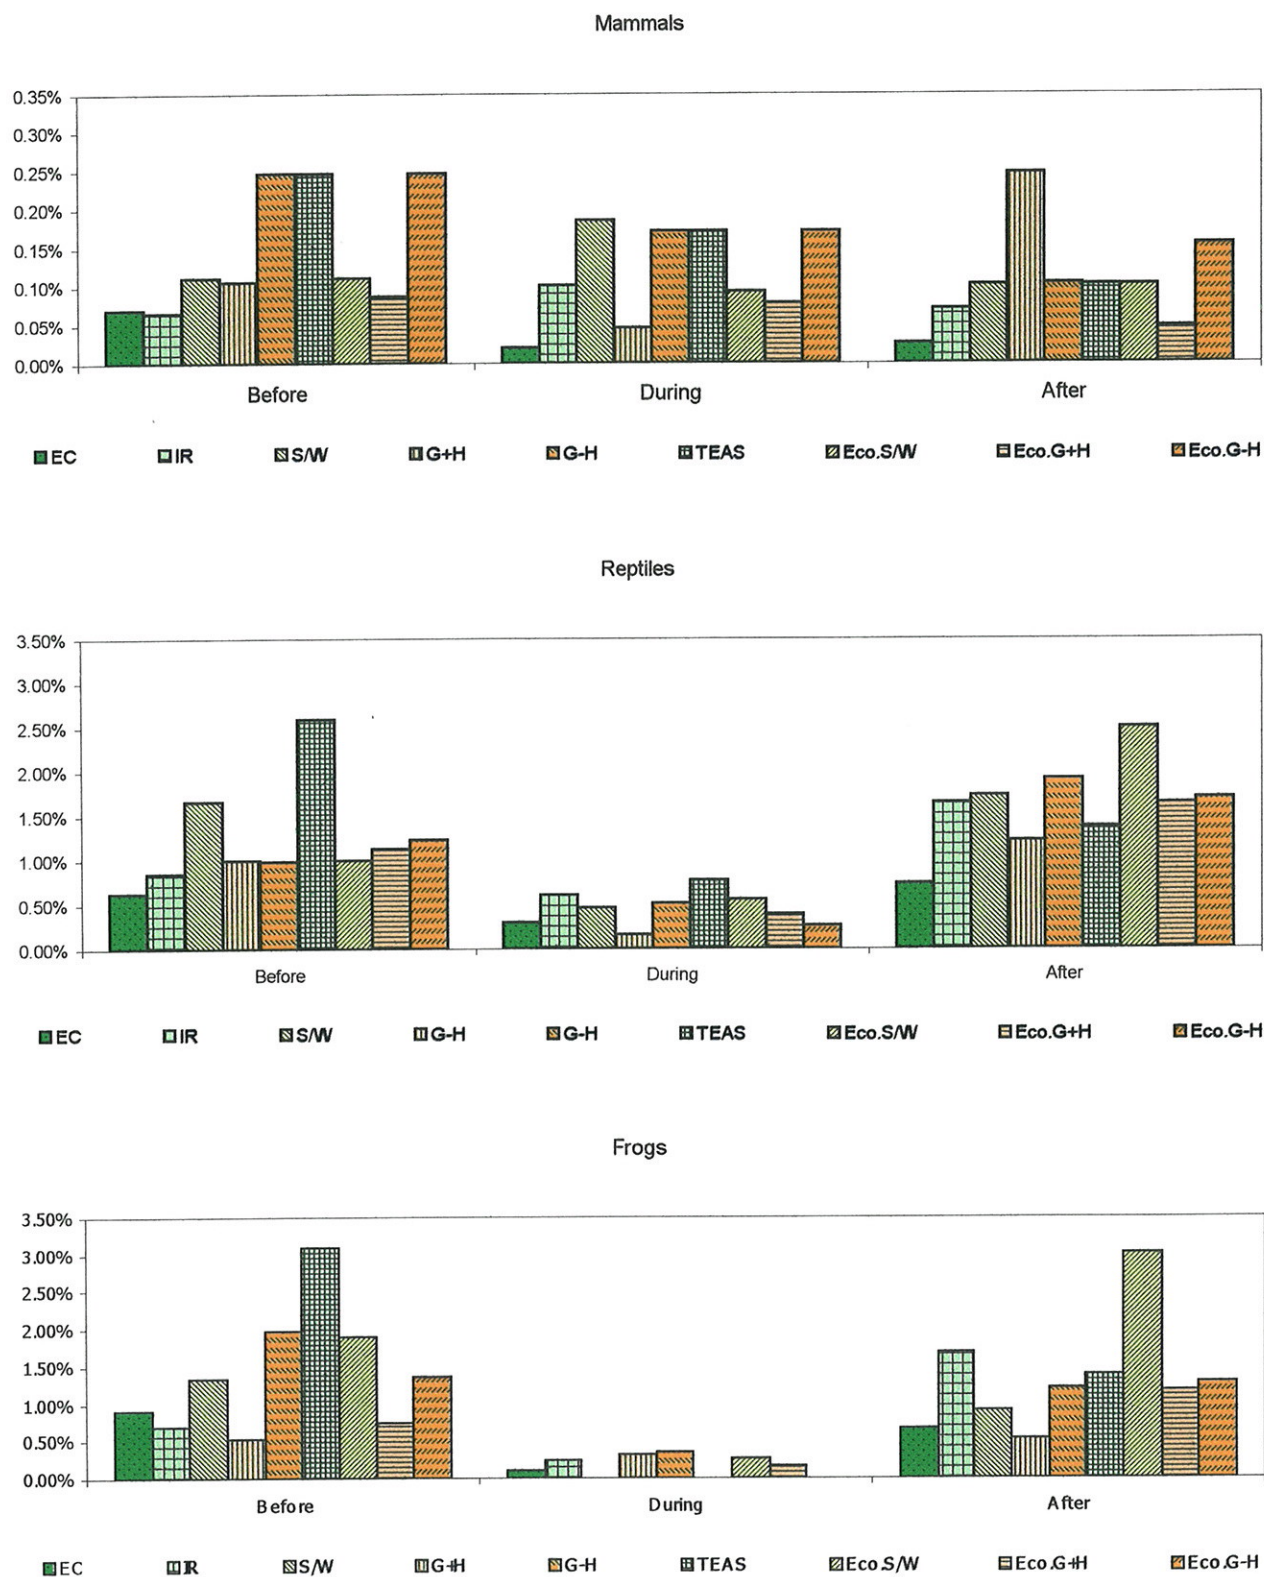 Mammals
0.35%
0.30%
0.25%
0.20%
0.15%
0.10%
0.05%
0.00%
Before During After
EC IR S/W G+H G-H TEAS Eco.S/W Eco.G+H Eco.G-H
Reptiles
3.50%
3.00%
2.50%
2.00%
1.50%
1.00%
0.50%
0.00%
Before During After
EC IR S/W G-H G-H TEAS Eco.S/W Eco.G+H Eco.G-H
Frogs
3.50%
3.00%
2.50%
2.00%
1.50%
1.00%
0.50%
0.00%
Before During After
EC IR S/W G+H G-H TEAS Eco.S/W Eco.G+H Eco.G-H